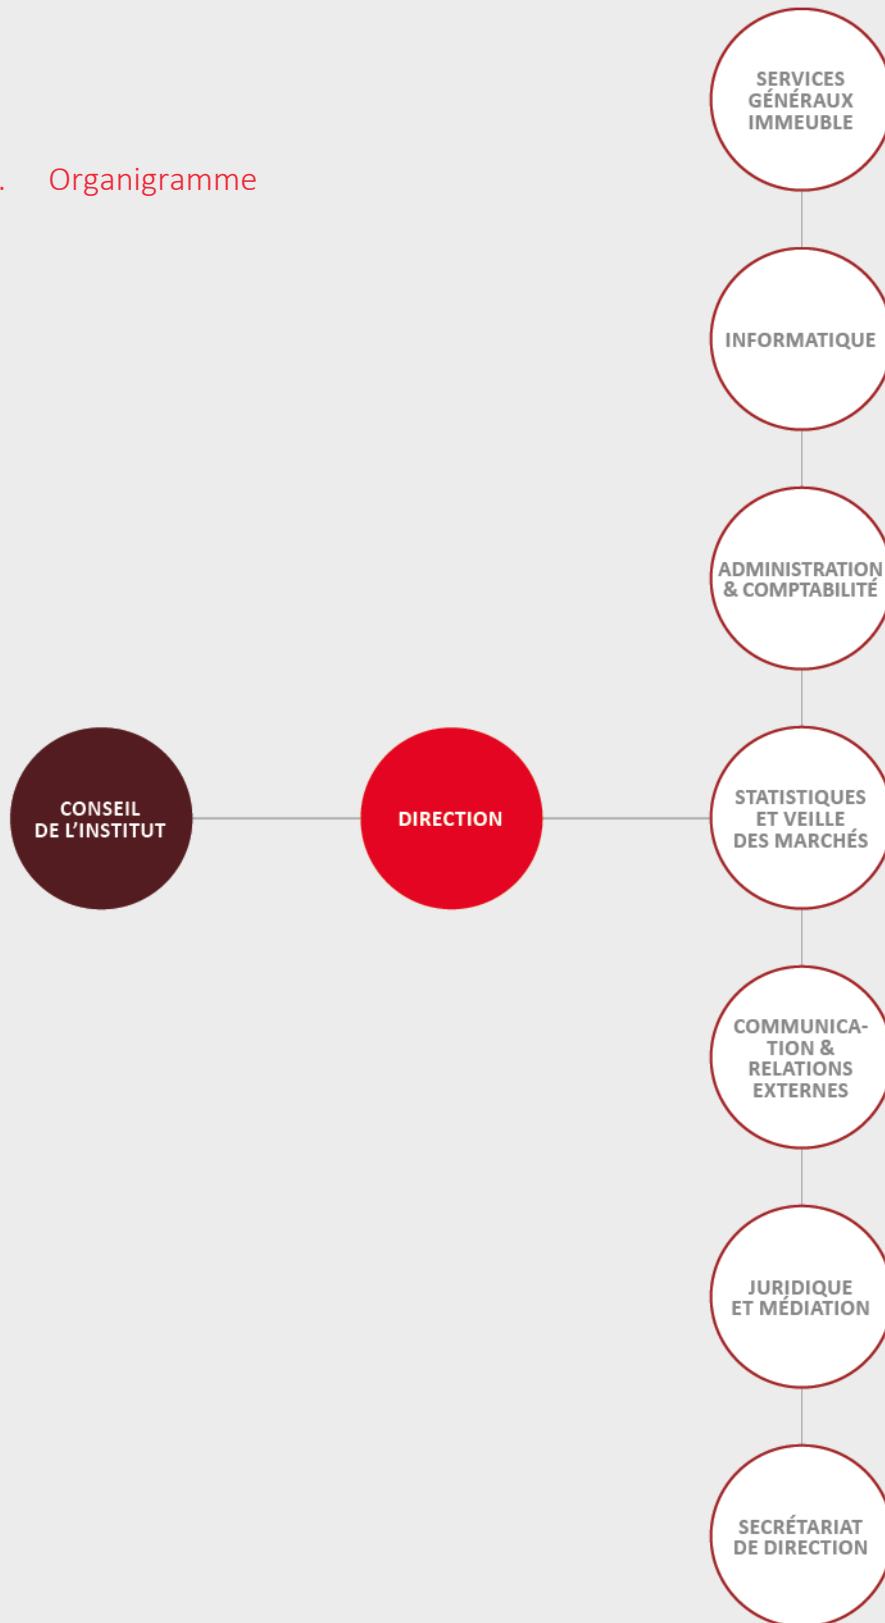 SERVICES
GÉNÉRAUX
IMMEUBLE
. Organigramme
INFORMATIQUE
ADMINISTRATION
& COMPTABILITÉ
CONSEIL
DE L'INSTITUT
DIRECTION
STATISTIQUES
ET VEILLE
DES MARCHÉS
COMMUNICA-
TION &
RELATIONS
EXTERNES
JURIDIQUE
ET MÉDIATION
SECRÉTARIAT
DE DIRECTION